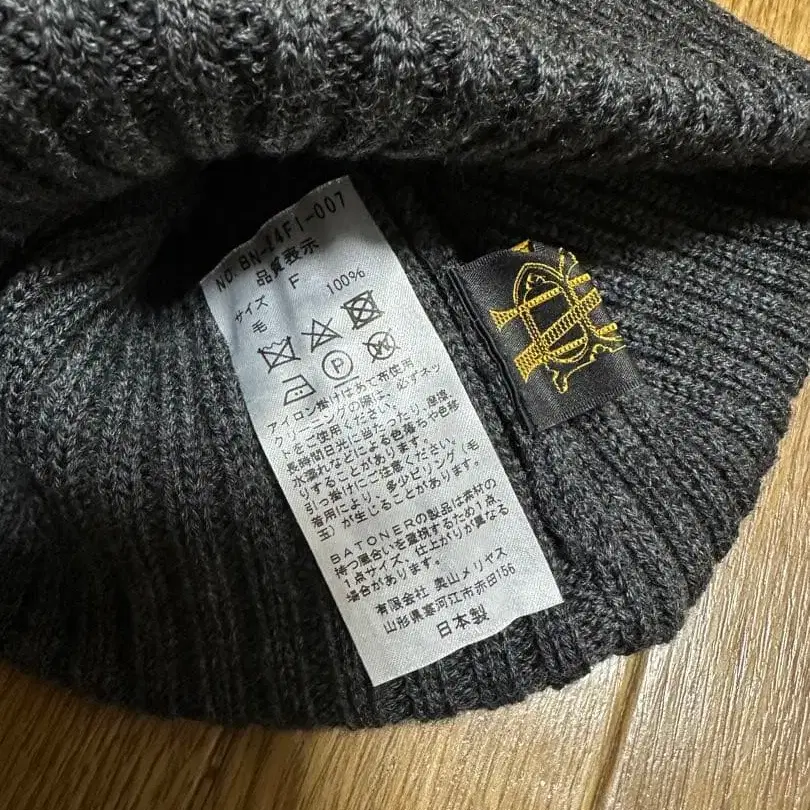 NO.BN-24FI-007
品質表示
サイズ F
毛 100%
P W
アイロン掛けはあて布使用
クリーニングの際は、必ずネッ
トをご使用ください。
長時間日光に当たったり、摩擦
水濡れなどによる色落ちや色移
りすることがあります。
引っ掛けにご注意ください。
着用により、多少ピリング(毛
玉)が生じることがあります。
BATONERの製品は素材の
持つ風合いを重視するため1点
1点サイズ、仕上がりが異なる
場合があります。
有限会社 奥山メリヤス
山形県寒河江市赤田156
日本製